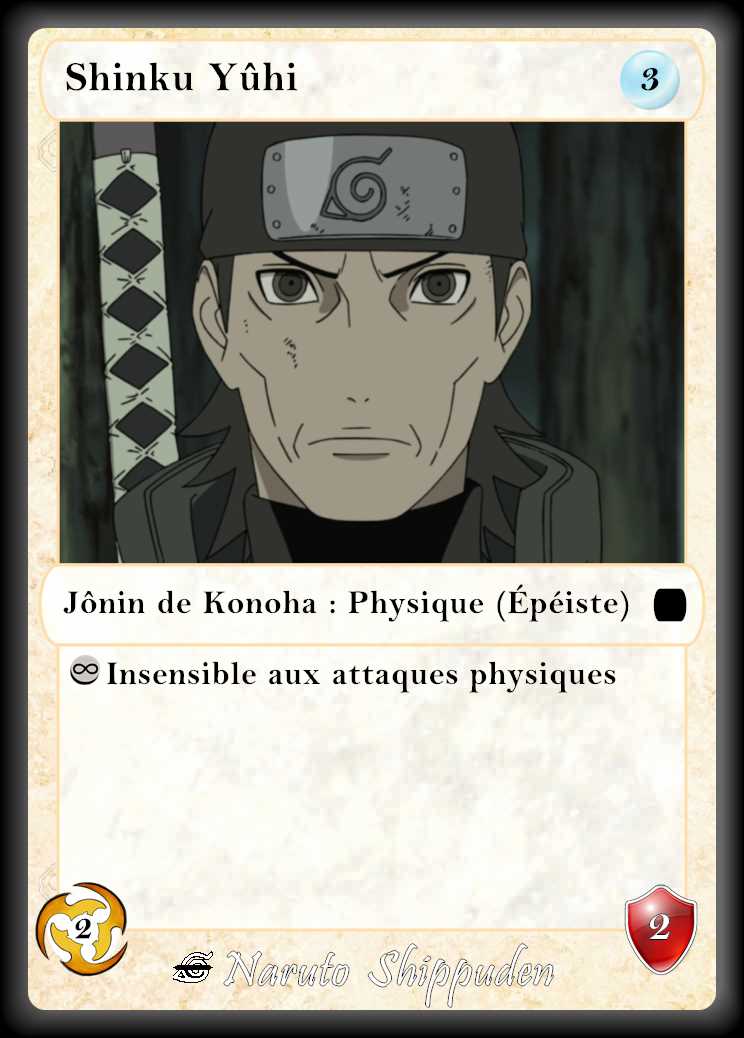 Shinku Yûhi
3
Jônin de Konoha : Physique (Épéiste)
∞ Insensible aux attaques physiques
2
2
Naruto Shippuden